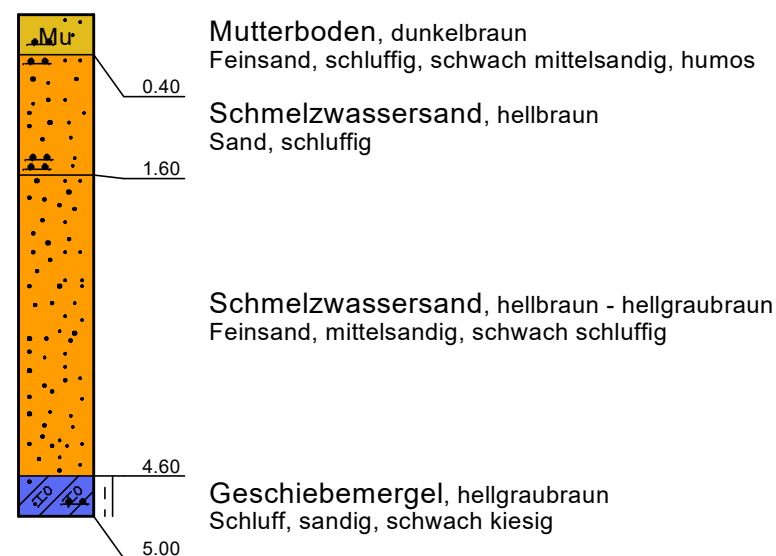 Mu
Mutterboden, dunkelbraun
Feinsand, schluffig, schwach mittelsandig, humos
0.40
Schmelzwassersand, hellbraun
Sand, schluffig
1.60
Schmelzwassersand, hellbraun - hellgraubraun
Feinsand, mittelsandig, schwach schluffig
4.60
Geschiebemergel, hellgraubraun
Schluff, sandig, schwach kiesig
5.00